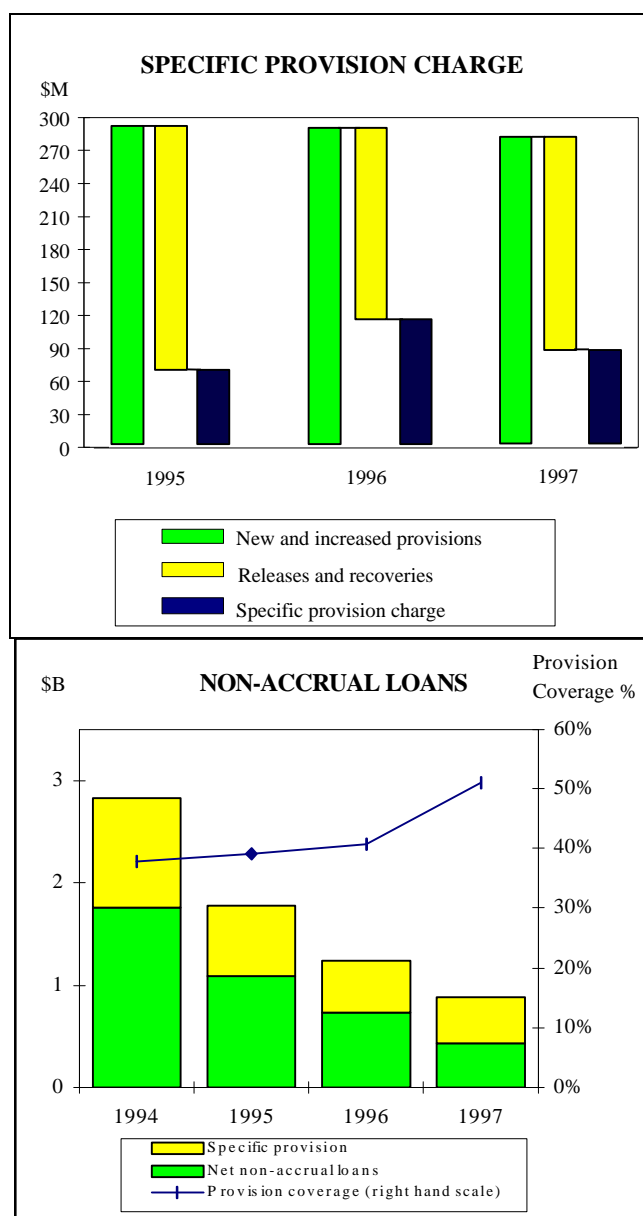 SPECIFIC PROVISION CHARGE
$M
300
270
240
210
180
150
120
90
60
30
0
1995 1996 1997
New and increased provisions
Releases and recoveries
Specific provision charge
Provision
$B NON-ACCRUAL LOANS Coverage %
60%
3 50%
40%
2
30%
1 20%
10%
0 0%
1994 1995 1996 1997
Specific provision
Net non-accrual loans
Provision coverage (right hand scale)